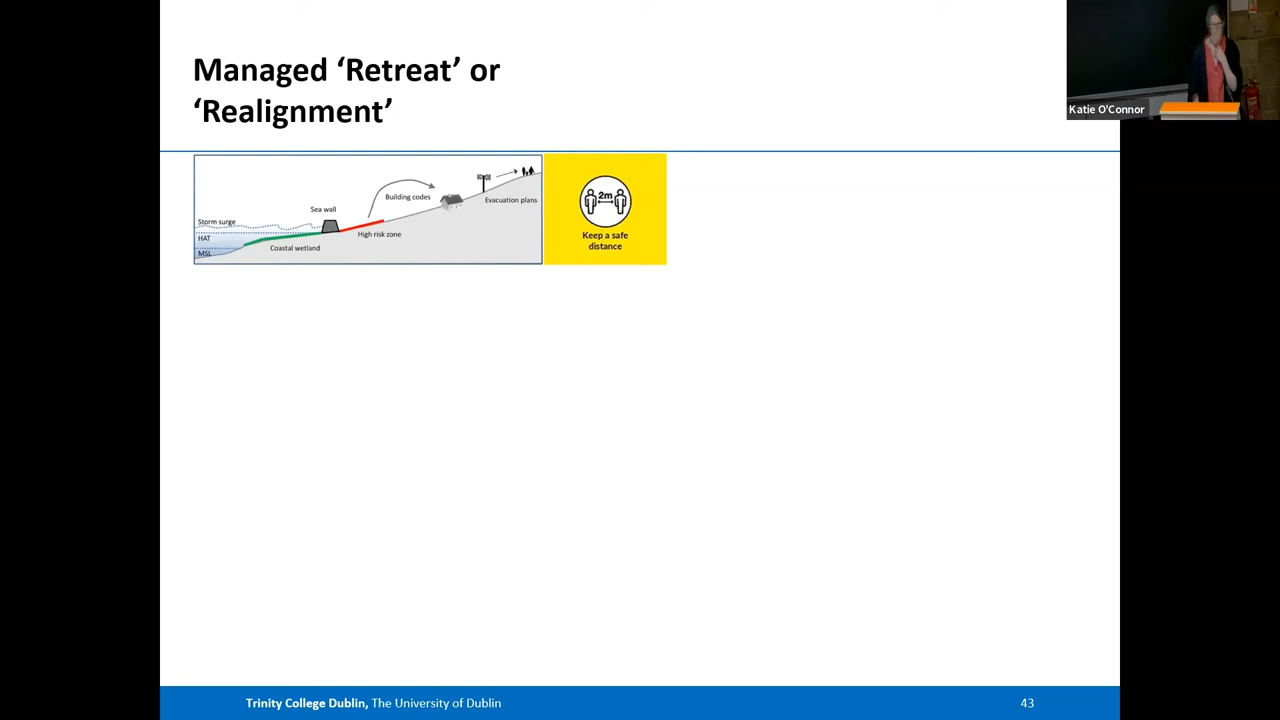 Managed ‘Retreat’ or
‘Realignment’
Katie O'Connor
Building codes
Evacuation plans
Sea wall
Storm surge
HAT
High risk zone
Coastal wetland
MSL
2m
Keep a safe
distance
Trinity College Dublin, The University of Dublin
43